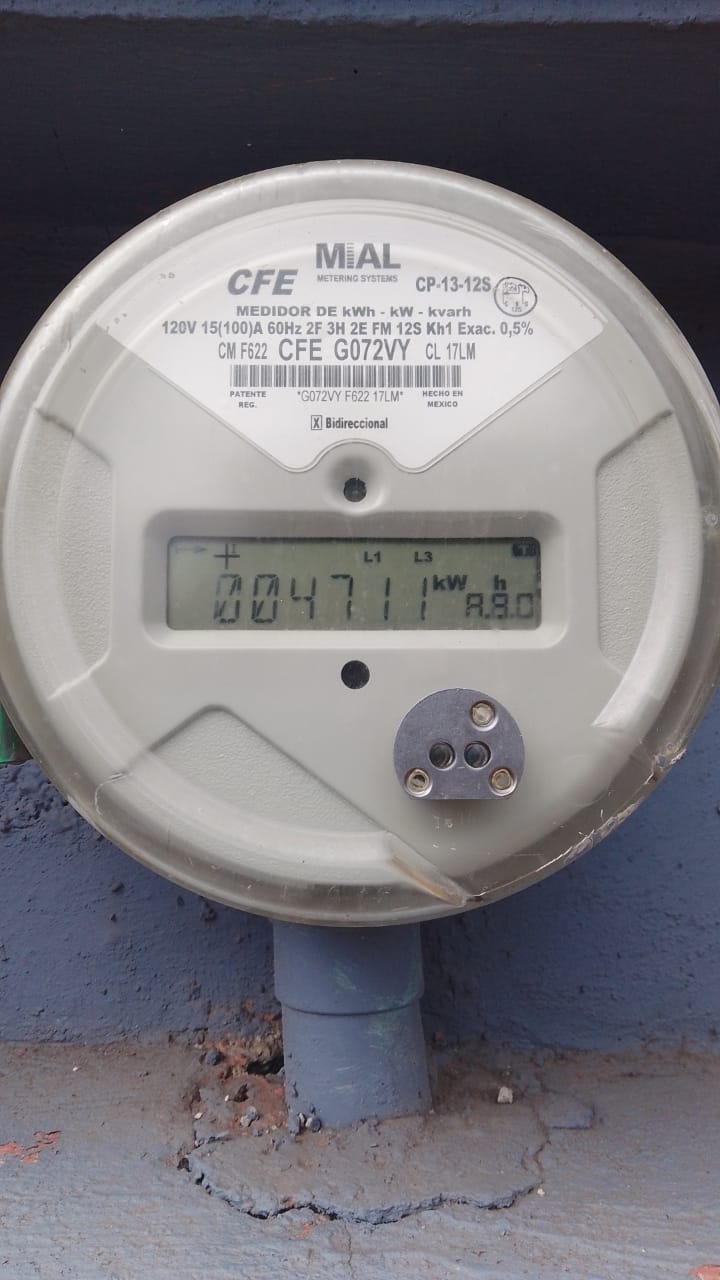 MIAL
METERING SYSTEMS
CFE
CP-13-12S
MEDIDOR DE kWh - kW - kvarh
120V 15(100)A 60Hz 2F 3H 2E FM 12S Kh1 Exac. 0,5%
CM F622 CFE G072VY CL 17LM
PATENTE REG.
*G072VY F622 17LM*
HECHO EN MEXICO
X Bidireccional
L1 L3
004711 kW h